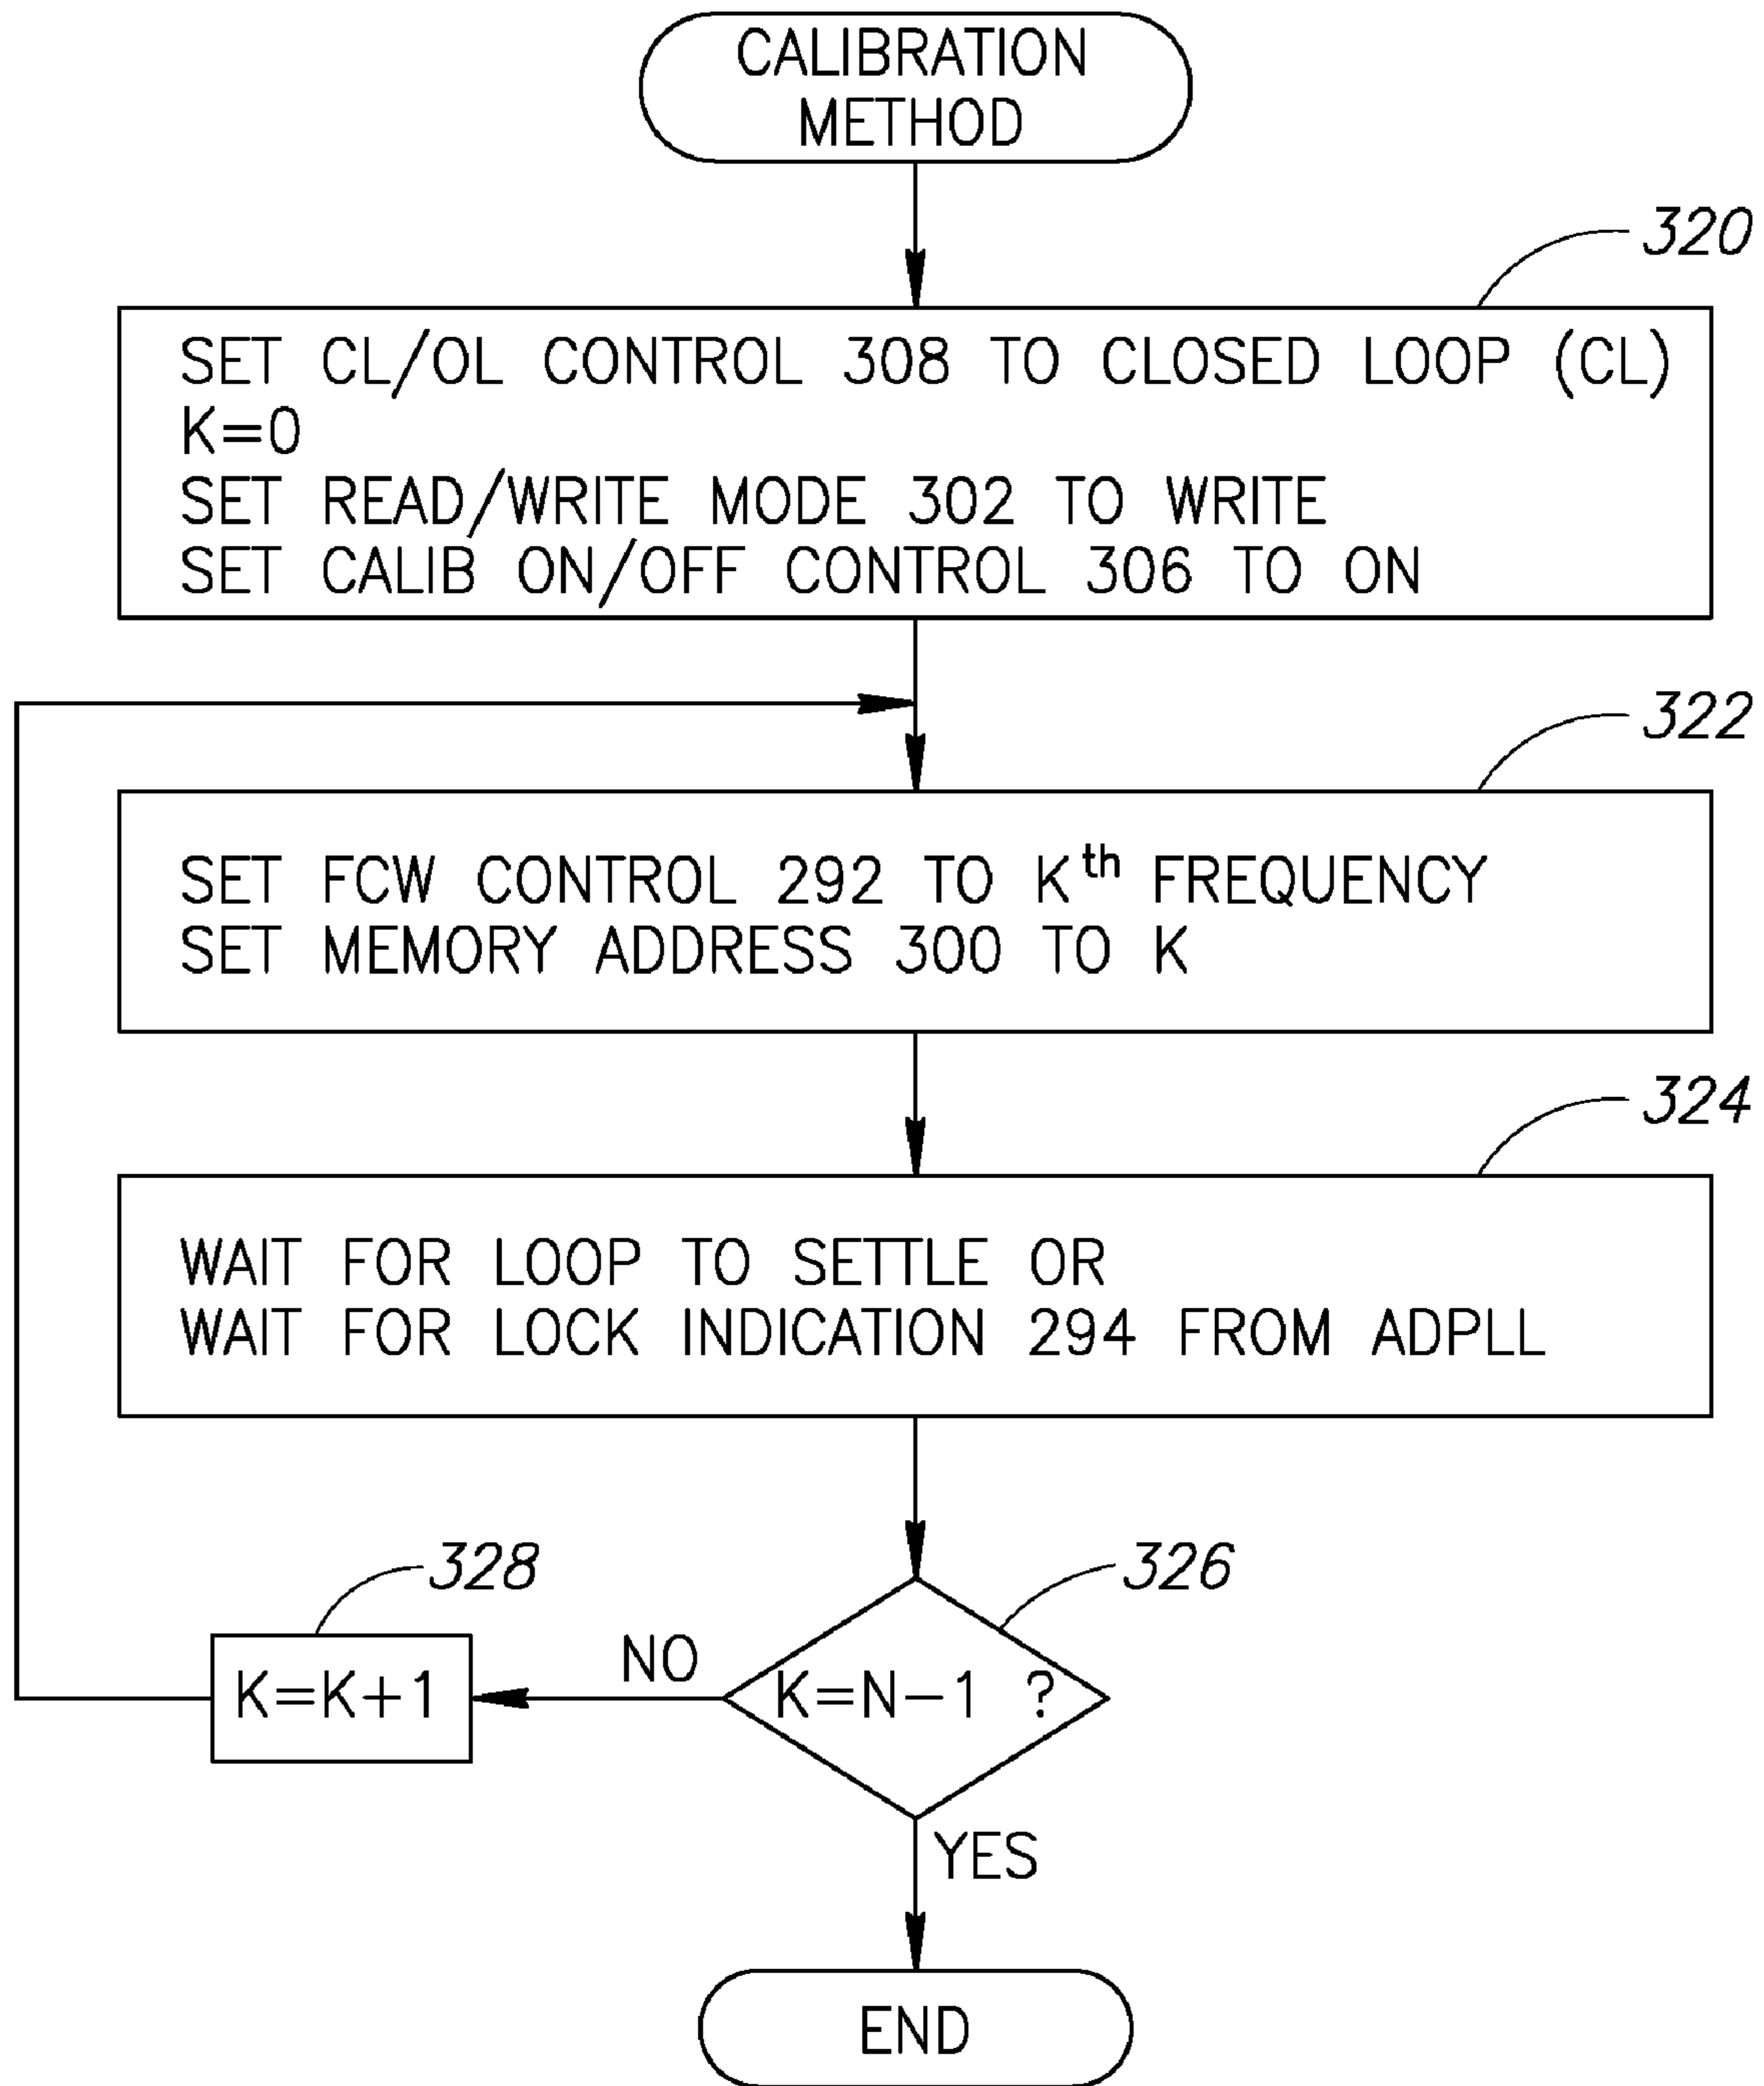 CALIBRATION
METHOD
320
SET CL/OL CONTROL 308 TO CLOSED LOOP (CL)
K=0
SET READ/WRITE MODE 302 TO WRITE
SET CALIB ON/OFF CONTROL 306 TO ON
322
SET FCW CONTROL 292 TO Kth FREQUENCY
SET MEMORY ADDRESS 300 TO K
324
WAIT FOR LOOP TO SETTLE OR
WAIT FOR LOCK INDICATION 294 FROM ADPLL
328
326
K=K+1
NO
K=N-1 ?
YES
END